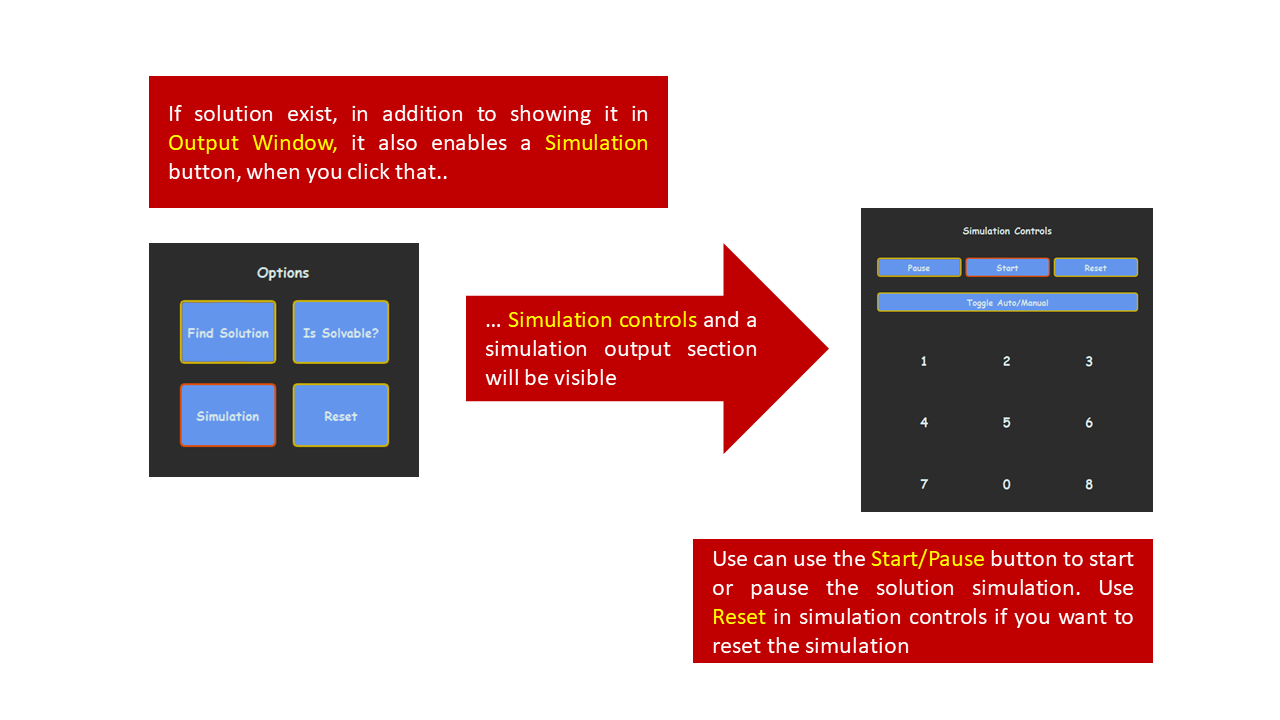 If solution exist, in addition to showing it in
Output Window, it also enables a Simulation
button, when you click that..
Options
Find Solution
Is Solvable?
Simulation
Reset
... Simulation controls and a
simulation output section
will be visible
Simulation Controls
Pause
Start
Reset
Toggle Auto/Manual
1 2 3
4 5 6
7 0 8
Use can use the Start/Pause button to start
or pause the solution simulation. Use
Reset in simulation controls if you want to
reset the simulation